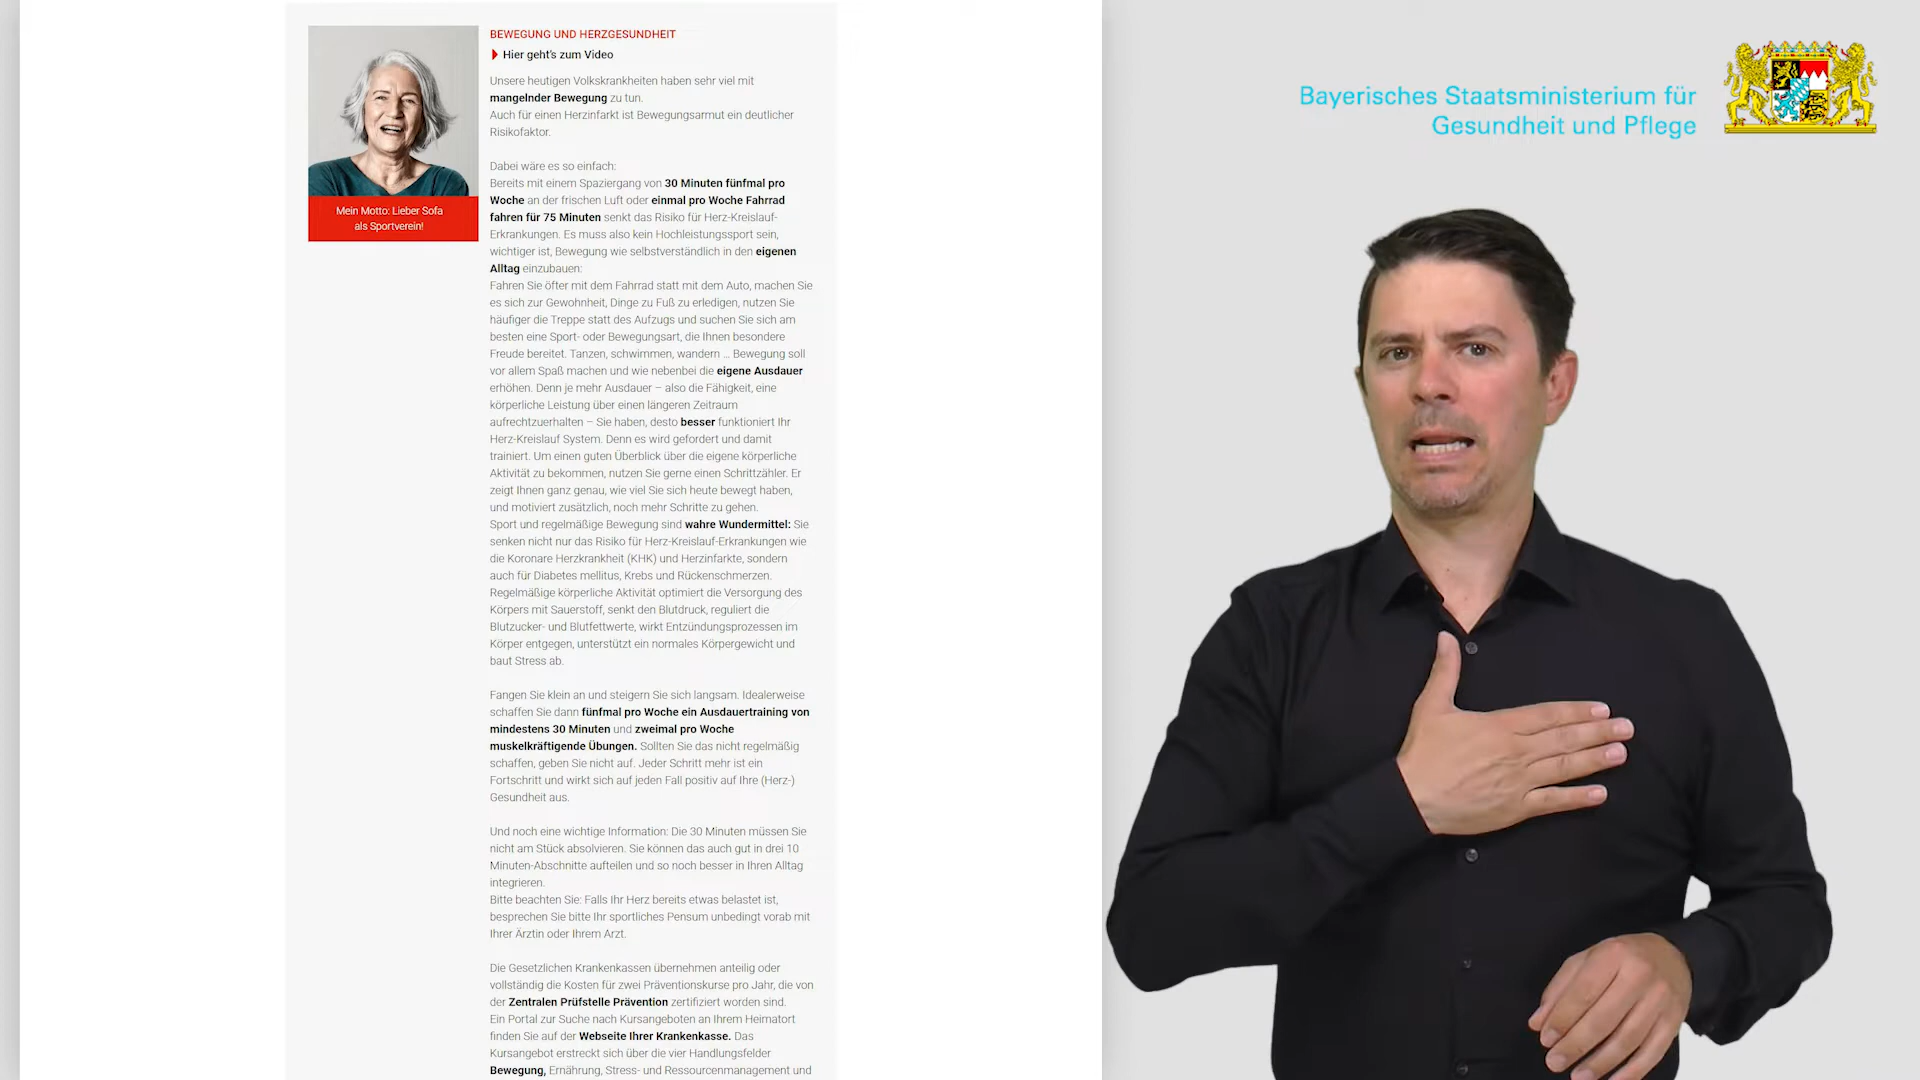 BEWEGUNG UND HERZGESUNDHEIT
Hier geht's zum Video
Unsere heutigen Volkskrankheiten haben sehr viel mit
mangelnder Bewegung zu tun.
Auch für einen Herzinfarkt ist Bewegungsarmut ein deutlicher
Risikofaktor.
Dabei wäre es so einfach:
Bereits mit einem Spaziergang von 30 Minuten fünfmal pro
Woche an der frischen Luft oder einmal pro Woche Fahrrad
fahren für 75 Minuten senkt das Risiko für Herz-Kreislauf-
Erkrankungen. Es muss also kein Hochleistungssport sein,
wichtiger ist, Bewegung wie selbstverständlich in den eigenen
Alltag einzubauen:
Fahren Sie öfter mit dem Fahrrad statt mit dem Auto, machen Sie
es sich zur Gewohnheit, Dinge zu Fuß zu erledigen, nutzen Sie
häufiger die Treppe statt des Aufzugs und suchen Sie sich am
besten eine Sport- oder Bewegungsart, die Ihnen besondere
Freude bereitet. Tanzen, schwimmen, wandern ... Bewegung soll
vor allem Spaß machen und wie nebenbei die eigene Ausdauer
erhöhen. Denn je mehr Ausdauer – also die Fähigkeit, eine
körperliche Leistung über einen längeren Zeitraum
aufrechtzuerhalten – Sie haben, desto besser funktioniert Ihr
Herz-Kreislauf System. Denn es wird gefordert und damit
trainiert. Um einen guten Überblick über die eigene körperliche
Aktivität zu bekommen, nutzen Sie gerne einen Schrittzähler. Er
zeigt Ihnen ganz genau, wie viel Sie sich heute bewegt haben,
und motiviert zusätzlich, noch mehr Schritte zu gehen.
Sport und regelmäßige Bewegung sind wahre Wundermittel: Sie
senken nicht nur das Risiko für Herz-Kreislauf-Erkrankungen wie
die Koronare Herzkrankheit (KHK) und Herzinfarkte, sondern
auch für Diabetes mellitus, Krebs und Rückenschmerzen.
Regelmäßige körperliche Aktivität optimiert die Versorgung des
Körpers mit Sauerstoff, senkt den Blutdruck, reguliert die
Blutzucker- und Blutfettwerte, wirkt Entzündungsprozessen im
Körper entgegen, unterstützt ein normales Körpergewicht und
baut Stress ab.
Fangen Sie klein an und steigern Sie sich langsam. Idealerweise
schaffen Sie dann fünfmal pro Woche ein Ausdauertraining von
mindestens 30 Minuten und zweimal pro Woche
muskelkräftigende Übungen. Sollten Sie das nicht regelmäßig
schaffen, geben Sie nicht auf. Jeder Schritt mehr ist ein
Fortschritt und wirkt sich auf jeden Fall positiv auf Ihre (Herz-)
Gesundheit aus.
Und noch eine wichtige Information: Die 30 Minuten müssen Sie
nicht am Stück absolvieren. Sie können das auch gut in drei 10
Minuten-Abschnitte aufteilen und so noch besser in Ihren Alltag
integrieren.
Bitte beachten Sie: Falls Ihr Herz bereits etwas belastet ist,
besprechen Sie bitte Ihr sportliches Pensum unbedingt vorab mit
Ihrer Ärztin oder Ihrem Arzt.
Die Gesetzlichen Krankenkassen übernehmen anteilig oder
vollständig die Kosten für zwei Präventionskurse pro Jahr, die von
der Zentralen Prüfstelle Prävention zertifiziert worden sind.
Ein Portal zur Suche nach Kursangeboten an Ihrem Heimatort
finden Sie auf der Webseite Ihrer Krankenkasse. Das
Kursangebot erstreckt sich über die vier Handlungsfelder
Bewegung, Ernährung, Stress- und Ressourcenmanagement und
Mein Motto: Lieber Sofa
als Sportverein!
Bayerisches Staatsministerium für
Gesundheit und Pflege